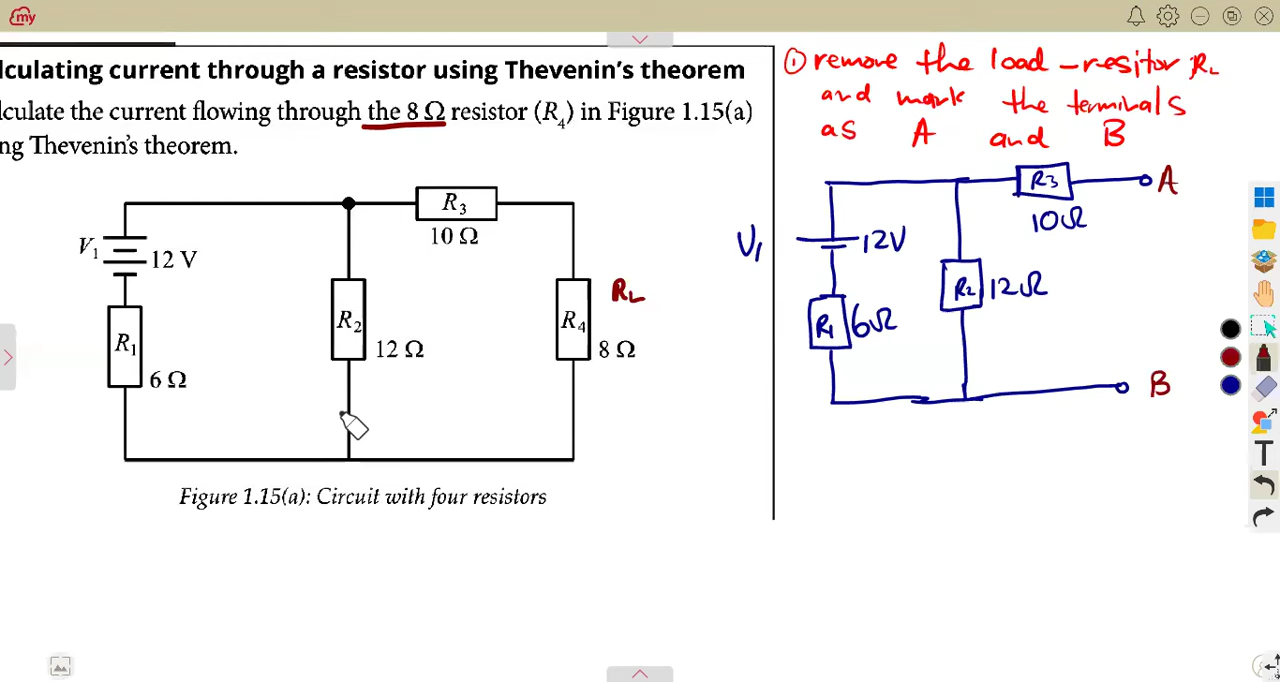 my
lculating current through a resistor using Thevenin's theorem
lculate the current flowing through the 8 Ω resistor (R4) in Figure 1.15(a)
ng Thevenin's theorem.
V1
12 V
R1
6 Ω
R2
12 Ω
R3
10 Ω
R4
8 Ω
RL
Figure 1.15(a): Circuit with four resistors
① remove the load-resitor RL
and mark the terminals
as A and B
V1
12V
R1 6Ω
R2 12Ω
R3
10Ω
A
B
T